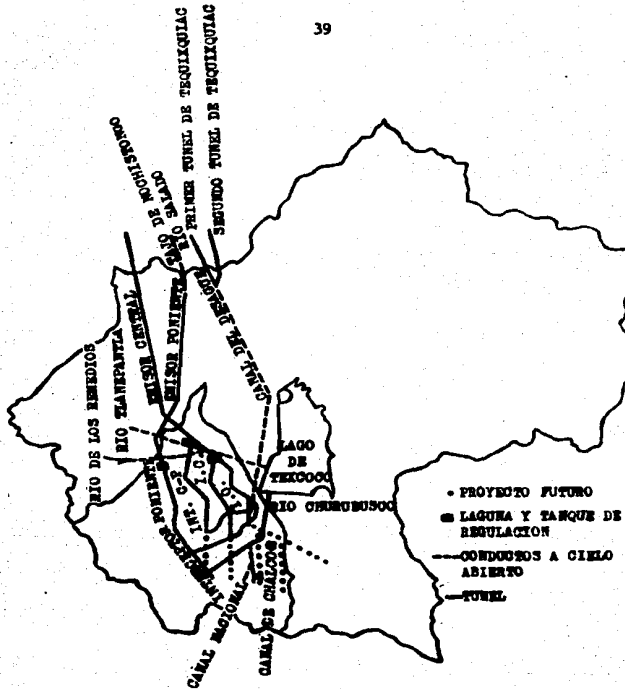 39
TAJO DE NOCHISTONGO
RIO SALADO
PRIMER TUNEL DE TEQUIXQUIAC
SEGUNDO TUNEL DE TEQUIXQUIAC
CANAL DEL DESAGUE
EMISOR CENTRAL
EMISOR PONIENTE
RIO TLANEPANTLA
RIO DE LOS REMEDIOS
INTERCEPTOR PONIENTE
INT. C-P
I.C.
LAGO
DE
TEXCOCO
RIO CHURUBUSCO
CANAL NACIONAL
CANAL DE CHALCO
PROYECTO FUTURO
LAGUNA Y TANQUE DE
REGULACION
CONDUCTOS A CIELO
ABIERTO
TUNEL